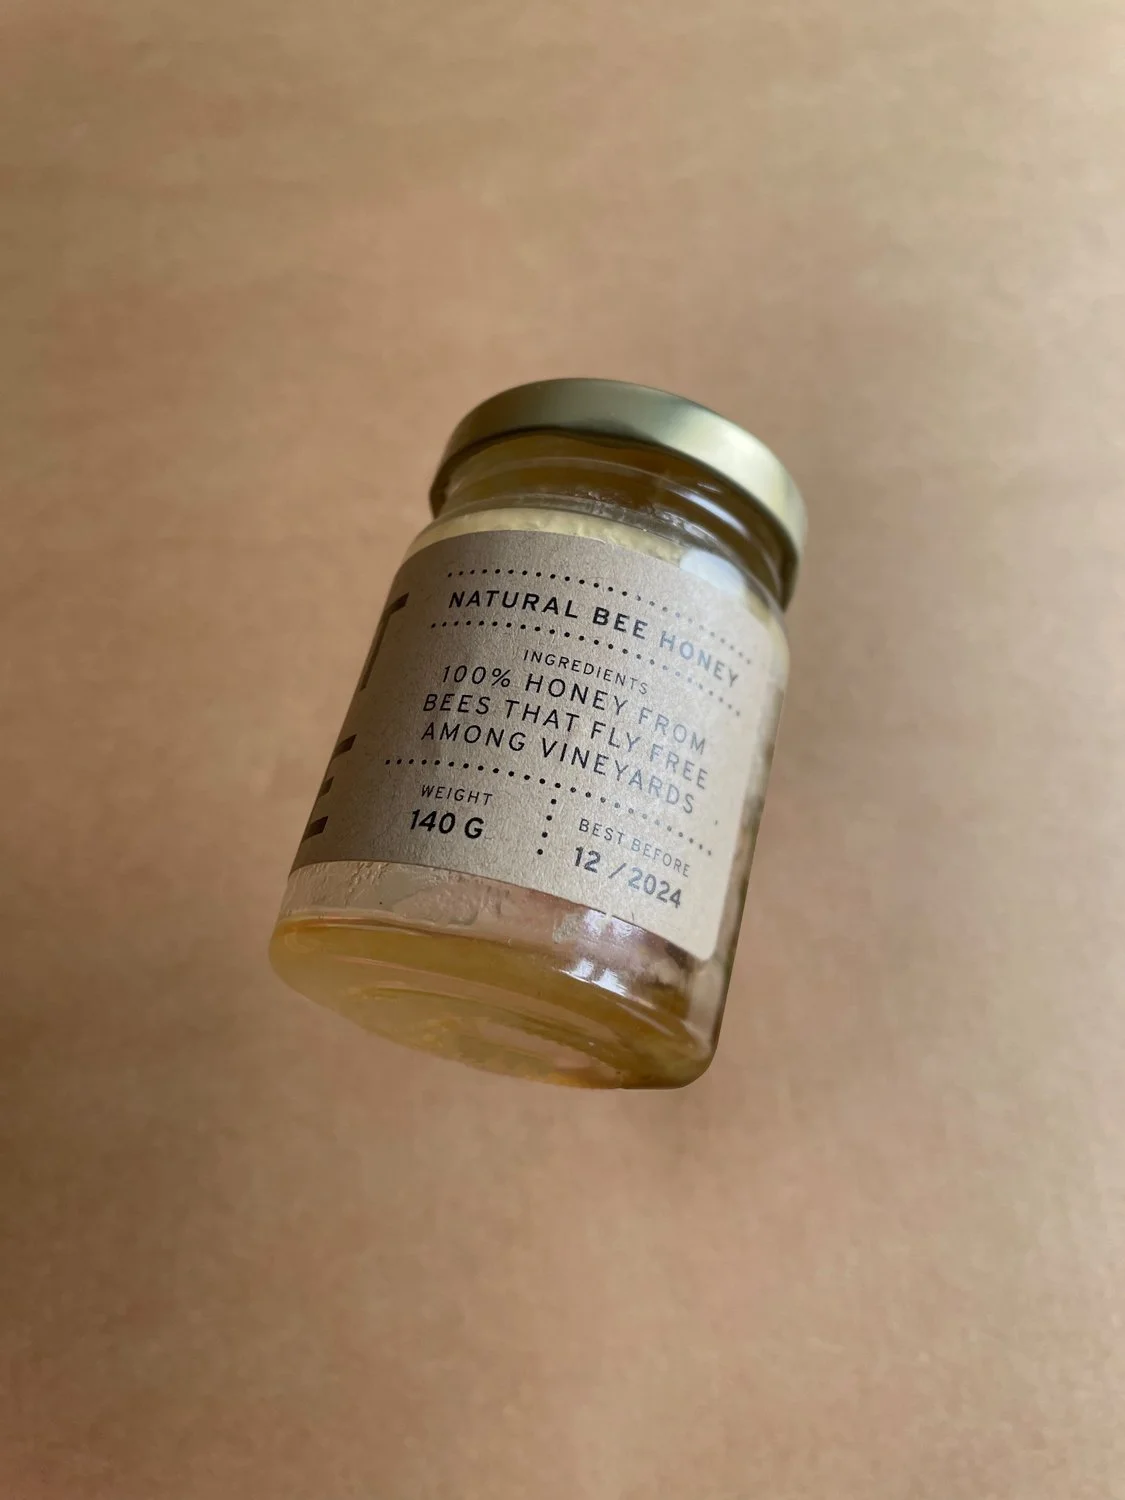 NATURAL BEE HONEY
INGREDIENTS
100% HONEY FROM
BEES THAT FLY FREE
AMONG VINEYARDS
WEIGHT
140 G
BEST BEFORE
12 / 2024